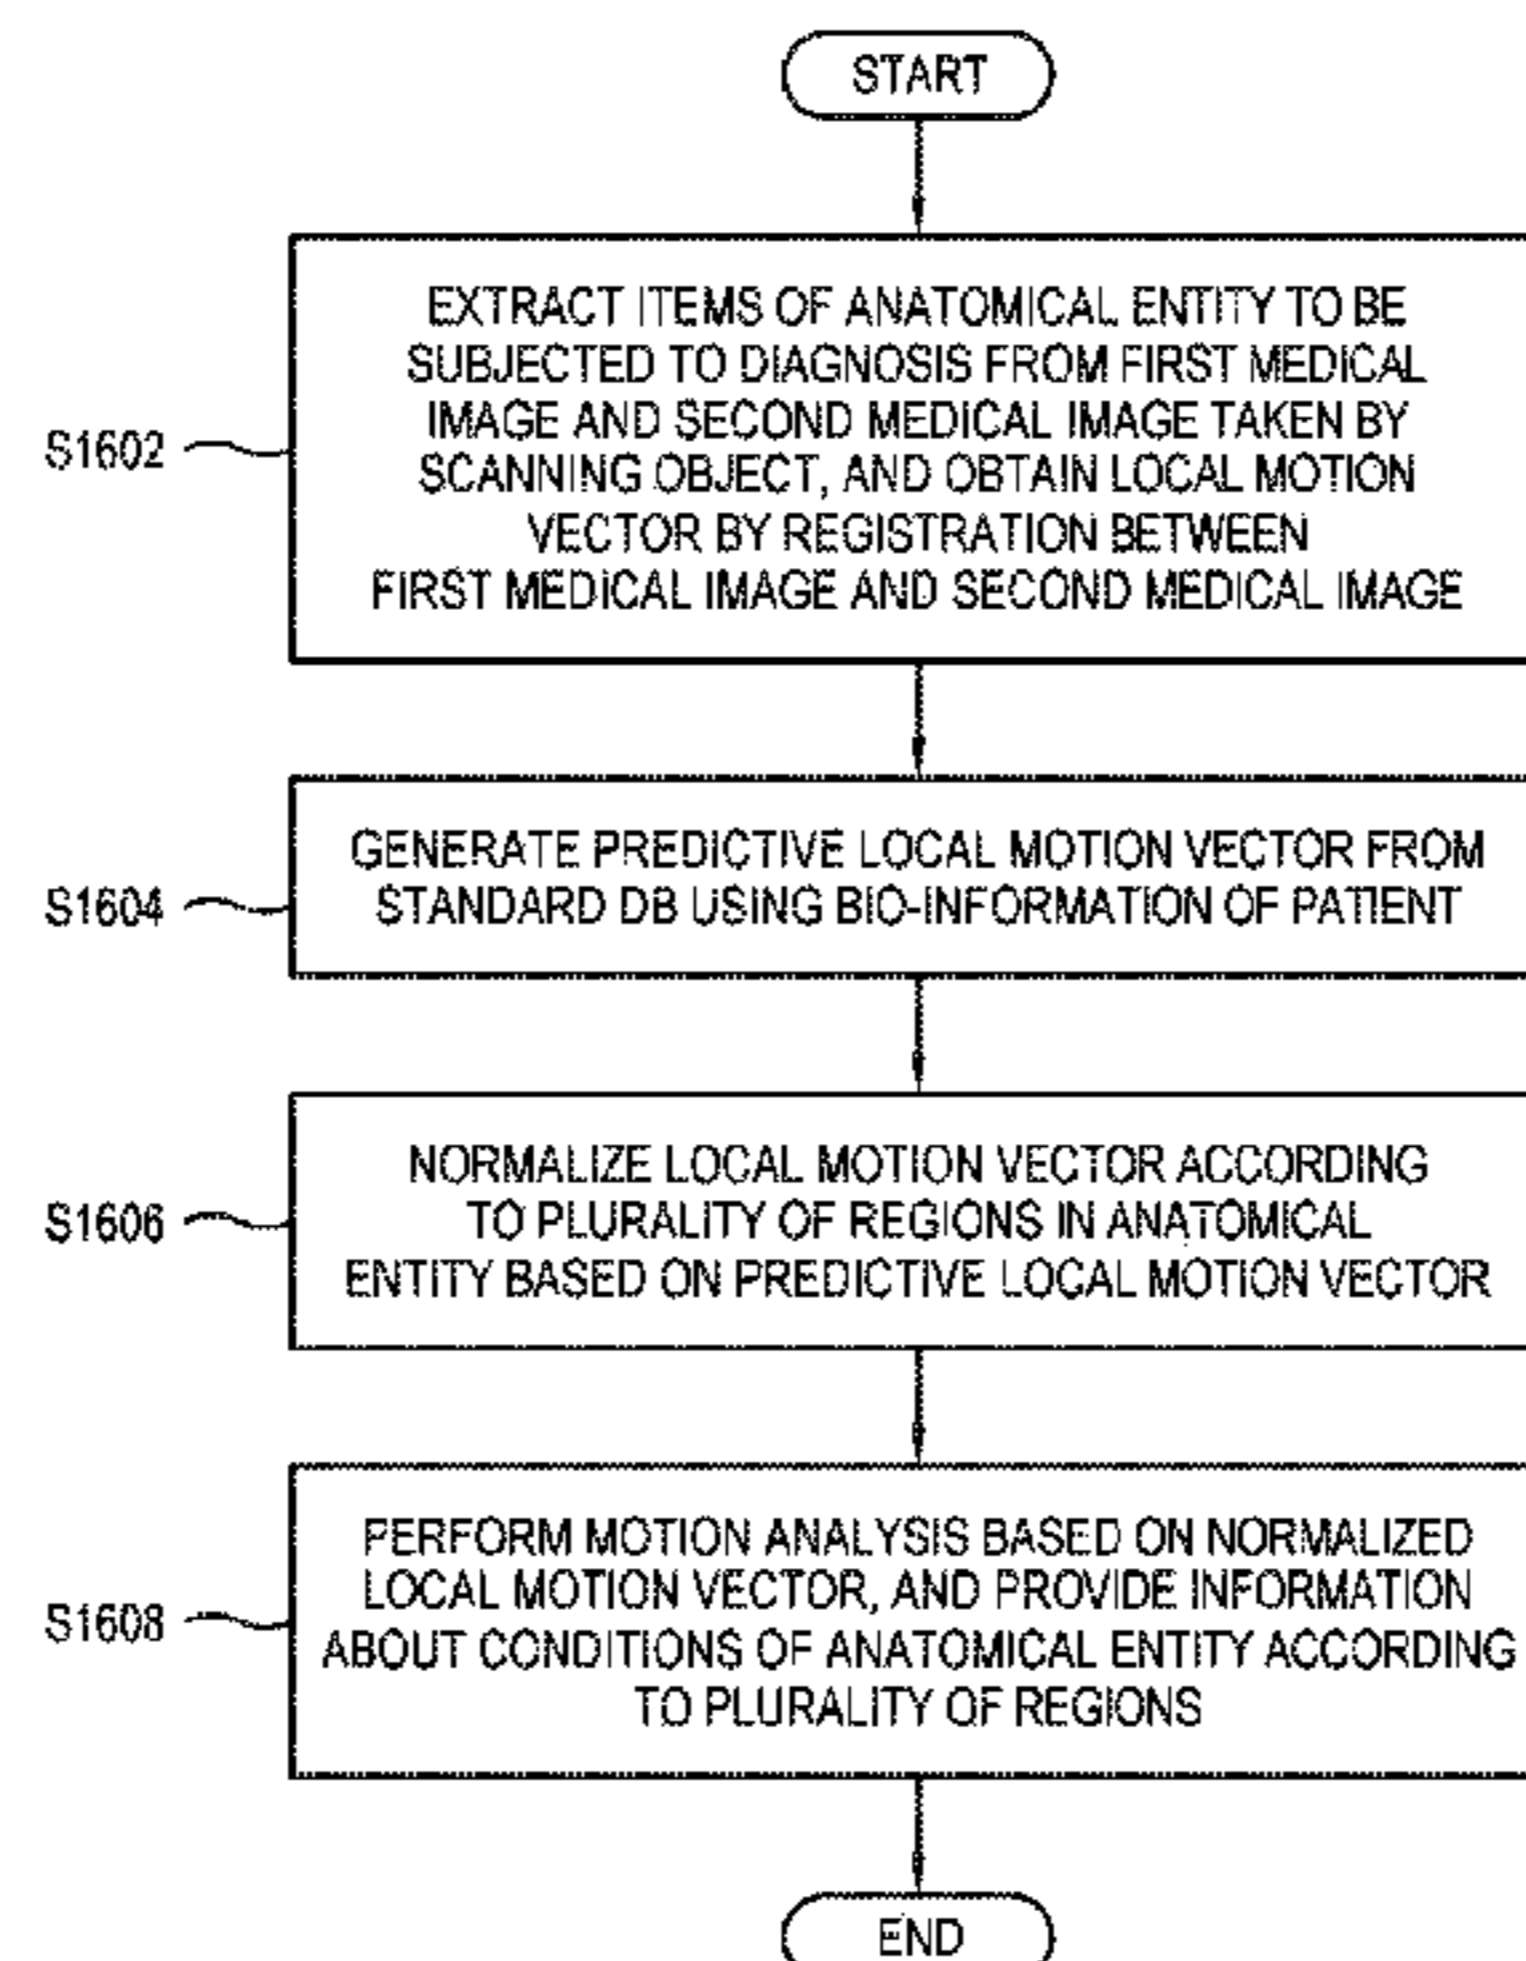 START
EXTRACT ITEMS OF ANATOMICAL ENTITY TO BE
SUBJECTED TO DIAGNOSIS FROM FIRST MEDICAL
IMAGE AND SECOND MEDICAL IMAGE TAKEN BY
S1602
SCANNING OBJECT, AND OBTAIN LOCAL MOTION
VECTOR BY REGISTRATION BETWEEN
FIRST MEDICAL IMAGE AND SECOND MEDICAL IMAGE
GENERATE PREDICTIVE LOCAL MOTION VECTOR FROM
S1604
STANDARD DB USING BIO-INFORMATION OF PATIENT
NORMALIZE LOCAL MOTION VECTOR ACCORDING
S1606
TO PLURALITY OF REGIONS IN ANATOMICAL
ENTITY BASED ON PREDICTIVE LOCAL MOTION VECTOR
PERFORM MOTION ANALYSIS BASED ON NORMALIZED
LOCAL MOTION VECTOR, AND PROVIDE INFORMATION
S1608
ABOUT CONDITIONS OF ANATOMICAL ENTITY ACCORDING
TO PLURALITY OF REGIONS
END